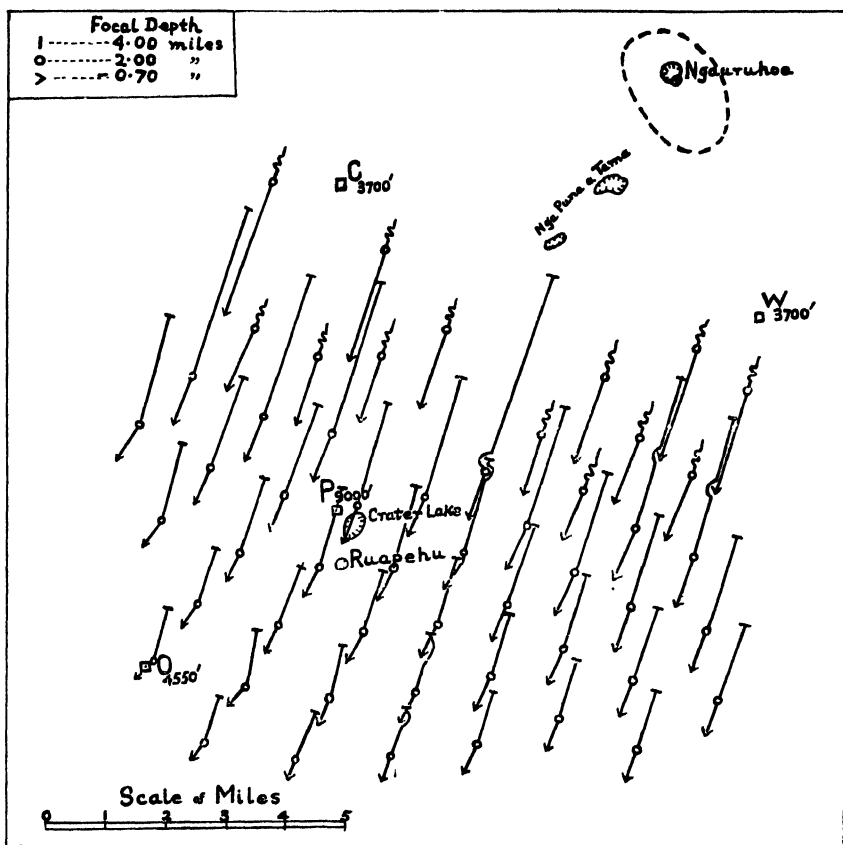 Focal Depth
I ------- 4.00 miles
o ------- 2.00 "
> ------- 0.70 "
Ngauruhoe
C 3700'
Nga Puna a Tama
W 3700'
P 9000'
Crater Lake
Ruapehu
O 4550'
Scale of Miles
0 1 2 3 4 5